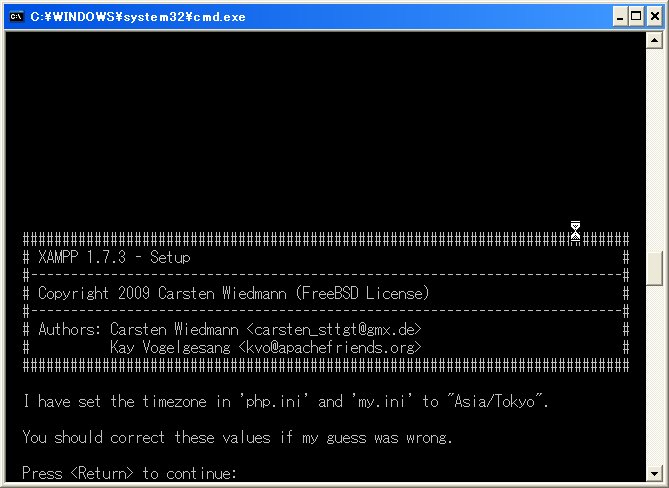 C:¥WINDOWS¥system32¥cmd.exe
###########################################################################
# XAMPP 1.7.3 - Setup #
#-------------------------------------------------------------------------#
# Copyright 2009 Carsten Wiedmann (FreeBSD License) #
#-------------------------------------------------------------------------#
# Authors: Carsten Wiedmann <carsten_sttgt@gmx.de> #
# Kay Vogelgesang <kvo@apachefriends.org> #
###########################################################################
I have set the timezone in 'php.ini' and 'my.ini' to "Asia/Tokyo".
You should correct these values if my guess was wrong.
Press <Return> to continue: